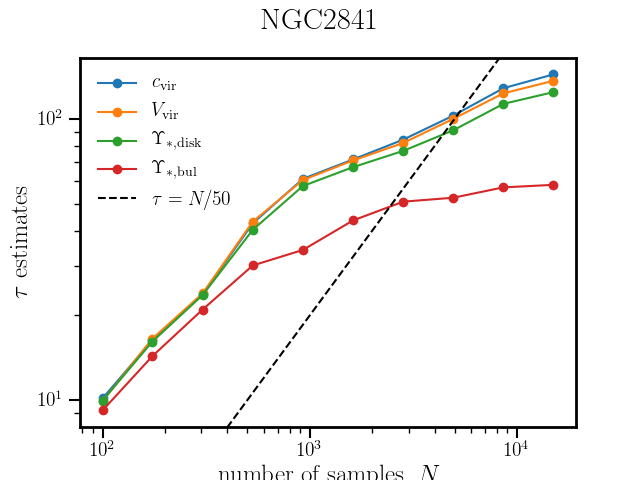 NGC2841
c_vir
V_vir
Υ_*,disk
Υ_*,bul
τ = N/50
τ estimates
10^2
10^1
10^2
10^3
10^4
number of samples, N